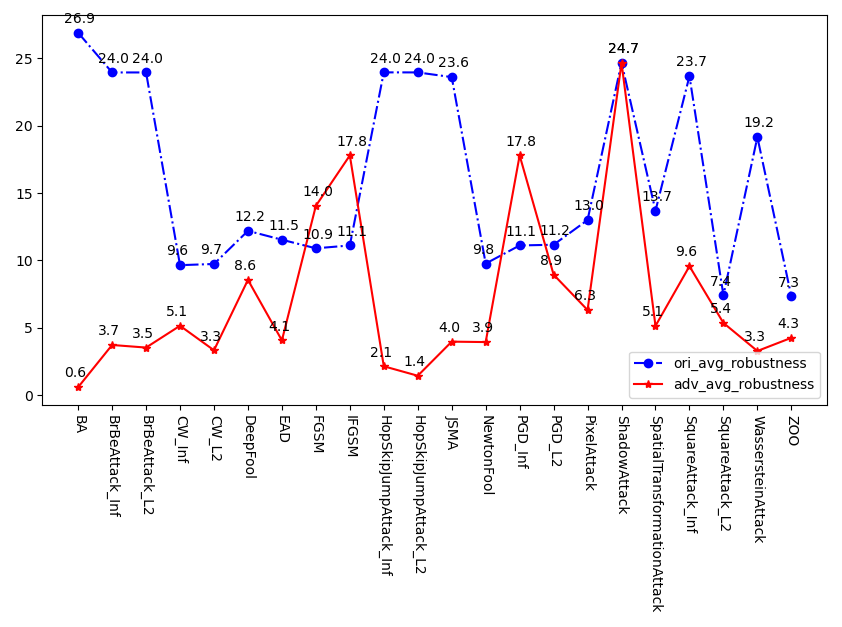 26.9
24.0
24.0
9.6
9.7
12.2
11.5
10.9
11.1
24.0
24.0
23.6
9.8
11.1
11.2
13.0
24.7
13.7
23.7
7.4
19.2
7.3
0.6
3.7
3.5
5.1
3.3
8.6
4.1
14.0
17.8
2.1
1.4
4.0
3.9
17.8
8.9
6.3
24.7
5.1
9.6
5.4
3.3
4.3
25
20
15
10
5
0
ori_avg_robustness
adv_avg_robustness
BA
BrBeAttack_Inf
BrBeAttack_L2
CW_Inf
CW_L2
DeepFool
EAD
FGSM
IFGSM
HopSkipJumpAttack_Inf
HopSkipJumpAttack_L2
JSMA
NewtonFool
PGD_Inf
PGD_L2
PixelAttack
ShadowAttack
SpatialTransformationAttack
SquareAttack_Inf
SquareAttack_L2
WassersteinAttack
ZOO